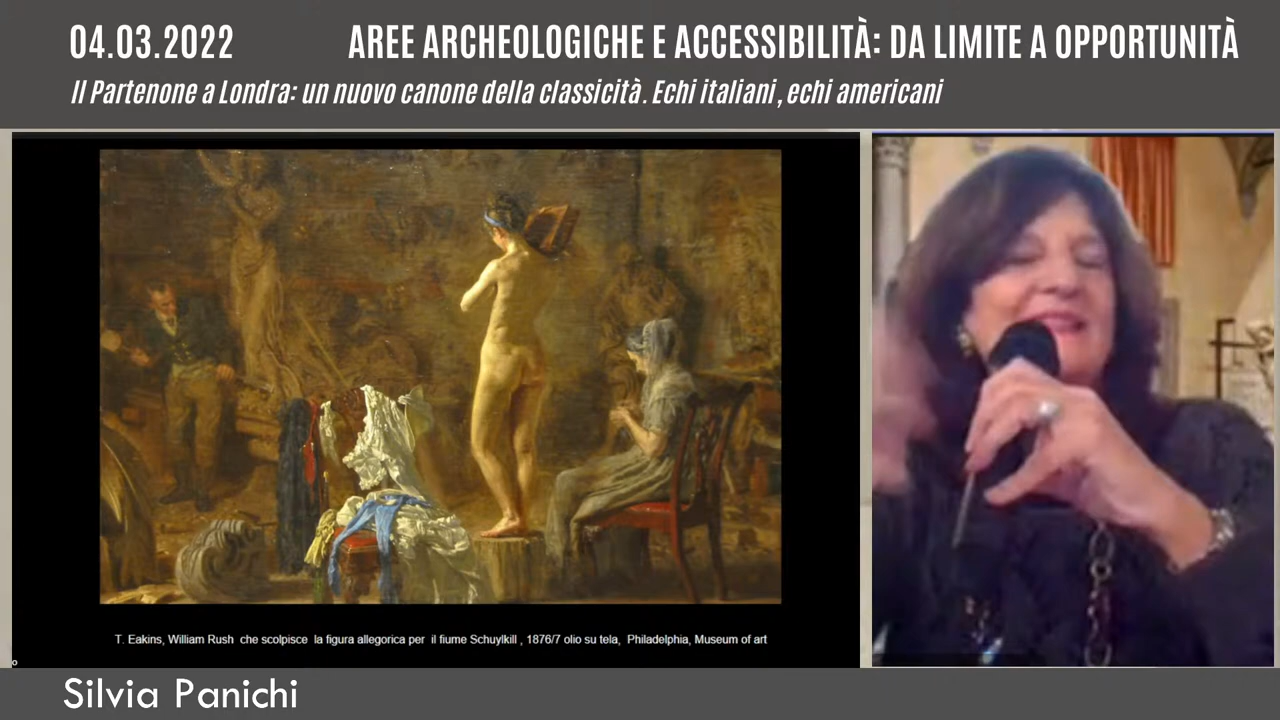 04.03.2022
AREE ARCHEOLOGICHE E ACCESSIBILITÀ: DA LIMITE A OPPORTUNITÀ
Il Partenone a Londra: un nuovo canone della classicità. Echi italiani, echi americani
T. Eakins, William Rush che scolpisce la figura allegorica per il fiume Schuylkill , 1876/7 olio su tela, Philadelphia, Museum of art
o
Silvia Panichi